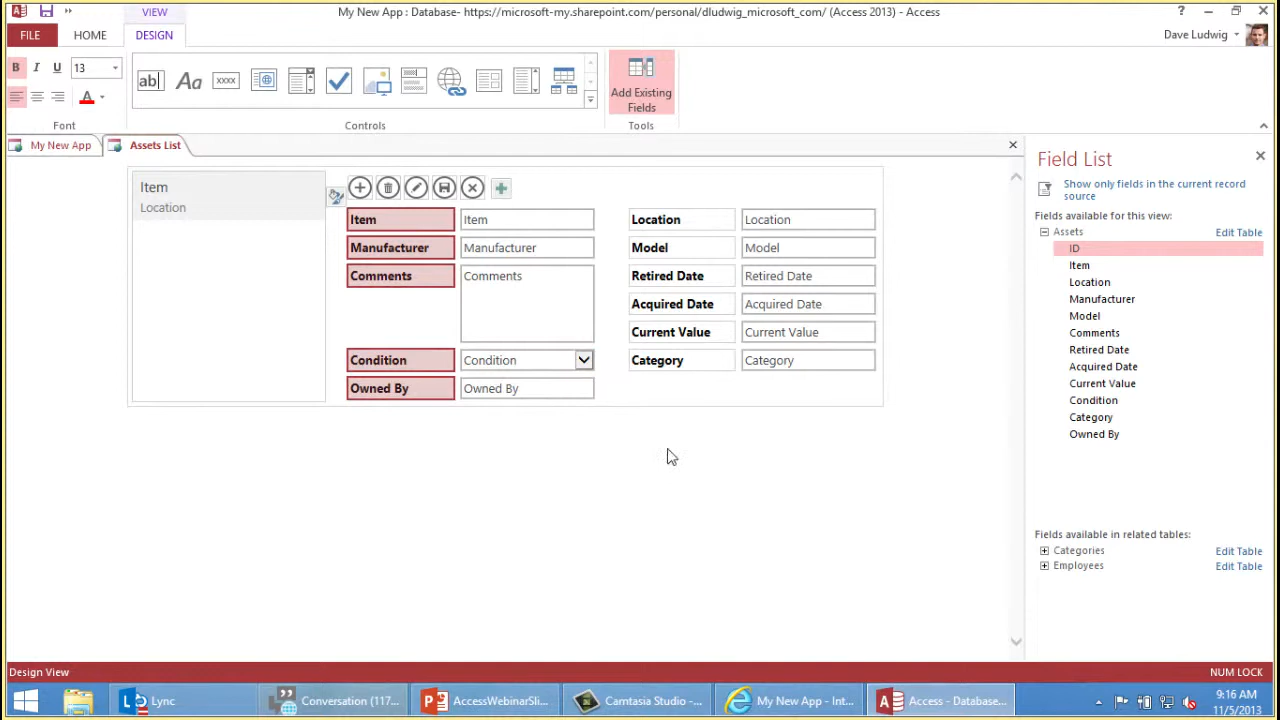 VIEW
My New App : Database- https://microsoft-my.sharepoint.com/personal/dludwig_microsoft_com/ (Access 2013) - Access
?
FILE
HOME
DESIGN
Dave Ludwig
B I U 13
ab| Aa xxxx
A
Add Existing
Fields
Font
Controls
Tools
My New App
Assets List
Item
Location
Item
Item
Location
Location
Manufacturer
Manufacturer
Model
Model
Comments
Comments
Retired Date
Retired Date
Acquired Date
Acquired Date
Current Value
Current Value
Condition
Condition
Category
Category
Owned By
Owned By
Field List
Show only fields in the current record
source
Fields available for this view:
Assets
Edit Table
ID
Item
Location
Manufacturer
Model
Comments
Retired Date
Acquired Date
Current Value
Condition
Category
Owned By
Fields available in related tables:
Categories
Edit Table
Employees
Edit Table
Design View
NUM LOCK
Lync
Conversation (117...
AccessWebinarSli...
Camtasia Studio -...
My New App - Int...
Access - Database...
9:16 AM
11/5/2013